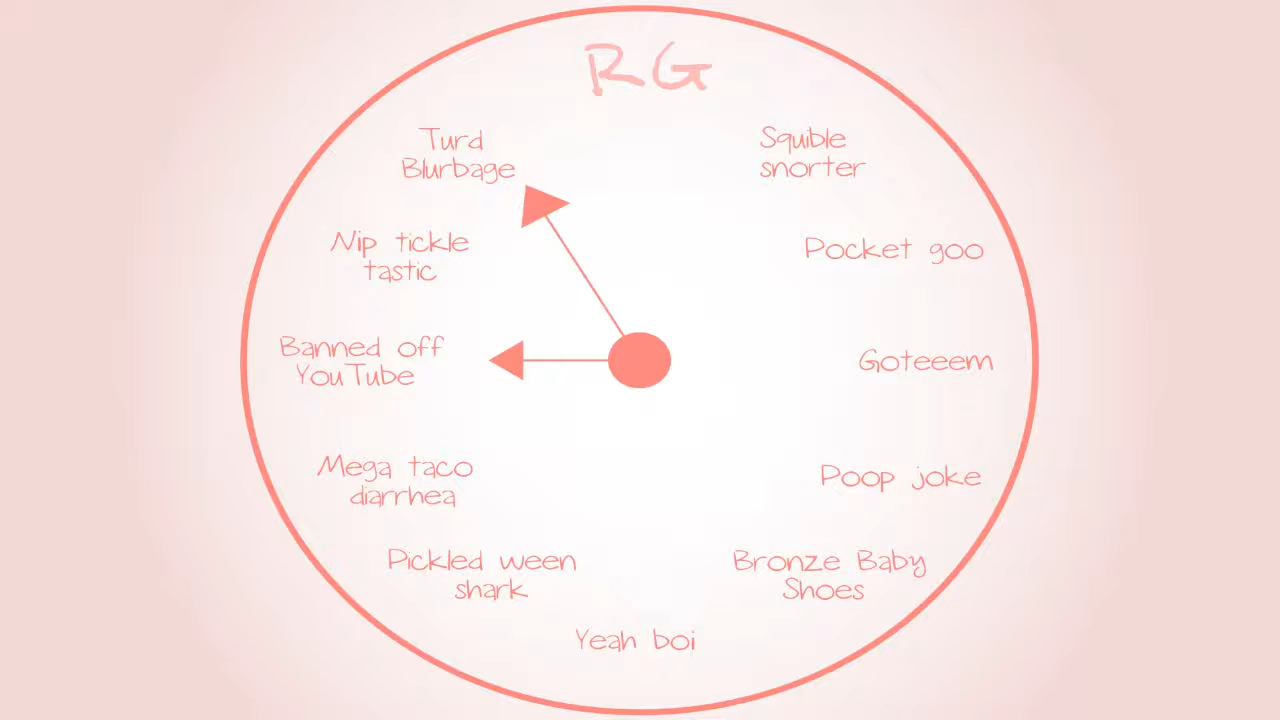 RG
Squible
snorter
Pocket goo
Goteeem
Poop joke
Bronze Baby
Shoes
Yeah boi
Pickled ween
shark
Mega taco
diarrhea
Banned off
YouTube
Nip tickle
tastic
Turd
Blurbage